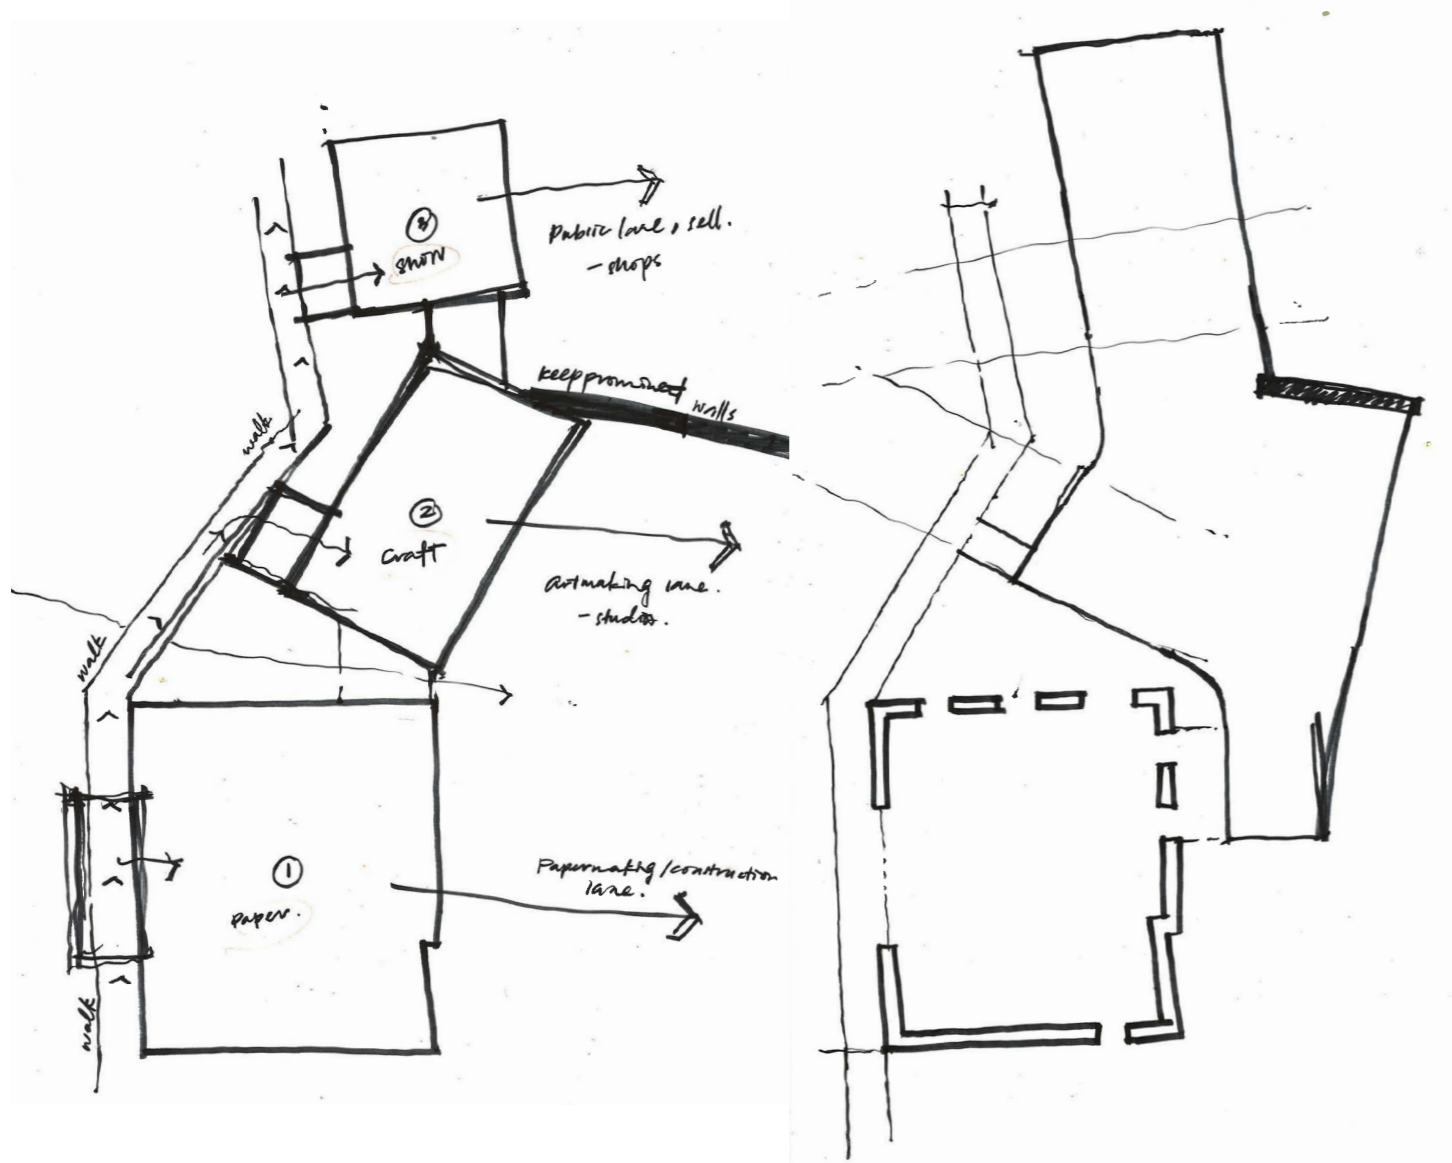 3
show
Public lane, sell.
- shops
keep prominent walls
walk
2
craft
artmaking lane.
- studios.
walk
Papermaking/construction
lane.
1
paper.
walk